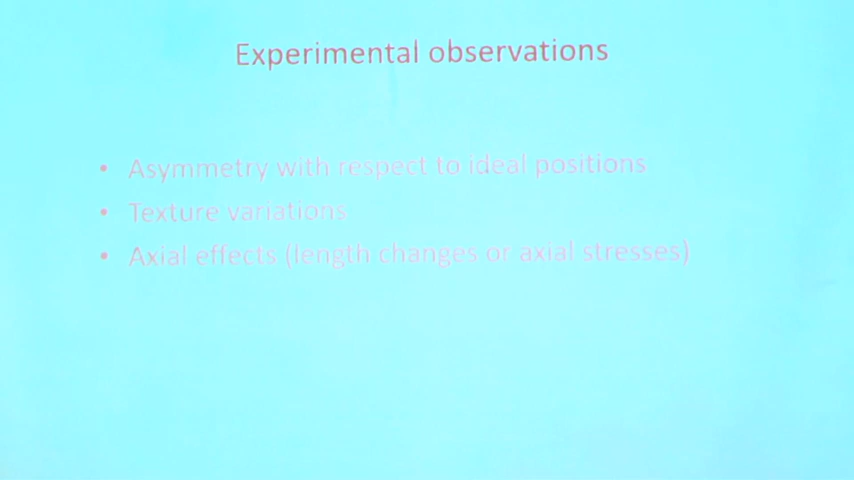 Experimental observations
• Asymmetry with respect to ideal positions
• Texture variations
• Axial effects (length changes or axial stresses)